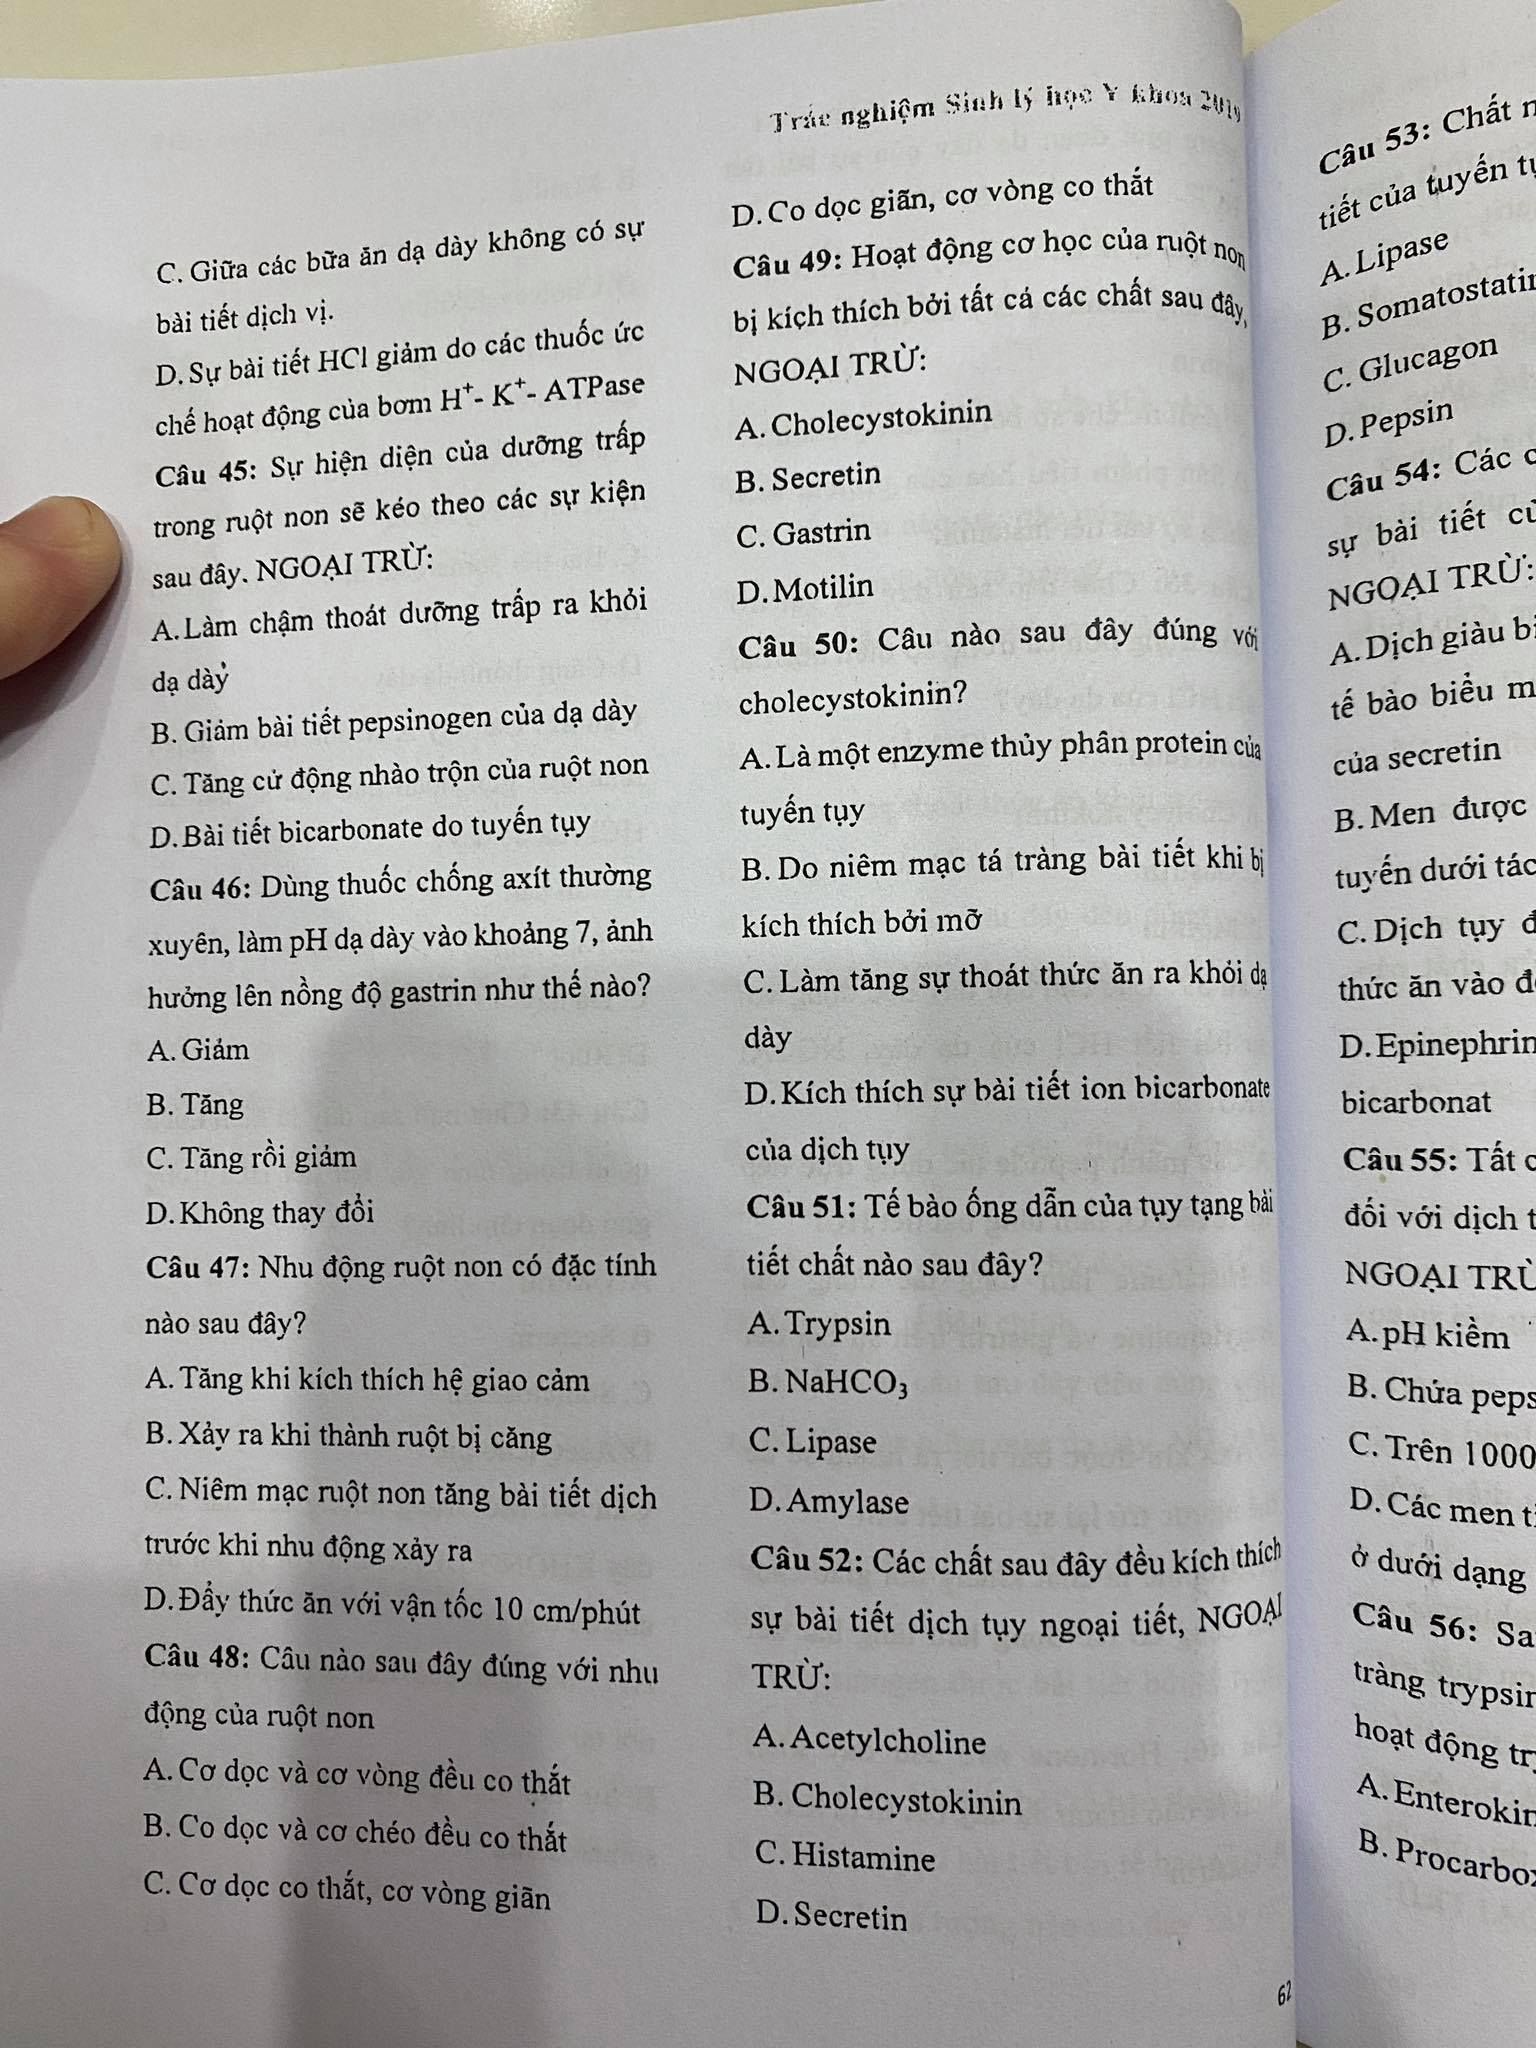 Trắc nghiệm Sinh lý học Y khoa 2019
C. Giữa các bữa ăn dạ dày không có sự
bài tiết dịch vị.
D. Sự bài tiết HCl giảm do các thuốc ức
chế hoạt động của bơm H⁺- K⁺- ATPase
Câu 45: Sự hiện diện của dưỡng trấp
trong ruột non sẽ kéo theo các sự kiện
sau đây. NGOẠI TRỪ:
A. Làm chậm thoát dưỡng trấp ra khỏi
dạ dày
B. Giảm bài tiết pepsinogen của dạ dày
C. Tăng cử động nhào trộn của ruột non
D. Bài tiết bicarbonate do tuyến tụy
Câu 46: Dùng thuốc chống axít thường
xuyên, làm pH dạ dày vào khoảng 7, ảnh
hưởng lên nồng độ gastrin như thế nào?
A. Giảm
B. Tăng
C. Tăng rồi giảm
D. Không thay đổi
Câu 47: Nhu động ruột non có đặc tính
nào sau đây?
A. Tăng khi kích thích hệ giao cảm
B. Xảy ra khi thành ruột bị căng
C. Niêm mạc ruột non tăng bài tiết dịch
trước khi nhu động xảy ra
D. Đẩy thức ăn với vận tốc 10 cm/phút
Câu 48: Câu nào sau đây đúng với nhu
động của ruột non
A. Cơ dọc và cơ vòng đều co thắt
B. Co dọc và cơ chéo đều co thắt
C. Cơ dọc co thắt, cơ vòng giãn
D. Co dọc giãn, cơ vòng co thắt
Câu 49: Hoạt động cơ học của ruột non
bị kích thích bởi tất cá các chất sau đây,
NGOẠI TRỪ:
A. Cholecystokinin
B. Secretin
C. Gastrin
D. Motilin
Câu 50: Câu nào sau đây đúng với
cholecystokinin?
A. Là một enzyme thủy phân protein của
tuyến tụy
B. Do niêm mạc tá tràng bài tiết khi bị
kích thích bởi mỡ
C. Làm tăng sự thoát thức ăn ra khỏi dạ
dày
D. Kích thích sự bài tiết ion bicarbonate
của dịch tụy
Câu 51: Tế bào ống dẫn của tụy tạng bài
tiết chất nào sau đây?
A. Trypsin
B. NaHCO₃
C. Lipase
D. Amylase
Câu 52: Các chất sau đây đều kích thích
sự bài tiết dịch tụy ngoại tiết, NGOẠI
TRỪ:
A. Acetylcholine
B. Cholecystokinin
C. Histamine
D. Secretin
62
Câu 53: Chất
tiết của tuyến
A. Lipase
B. Somatostatin
C. Glucagon
D. Pepsin
Câu 54: Các
sự bài tiết
NGOẠI TRỪ:
A. Dịch giàu
tế bào biểu
của secretin
B. Men được
tuyến dưới tác
C. Dịch tụy
thức ăn vào
D. Epinephrin
bicarbonat
Câu 55: Tất
đối với dịch
NGOẠI TRỪ
A. pH kiềm
B. Chứa
C. Trên 1000
D. Các men
ở dưới dạng
Câu 56:
tràng trypsin
hoạt động
A.
B.